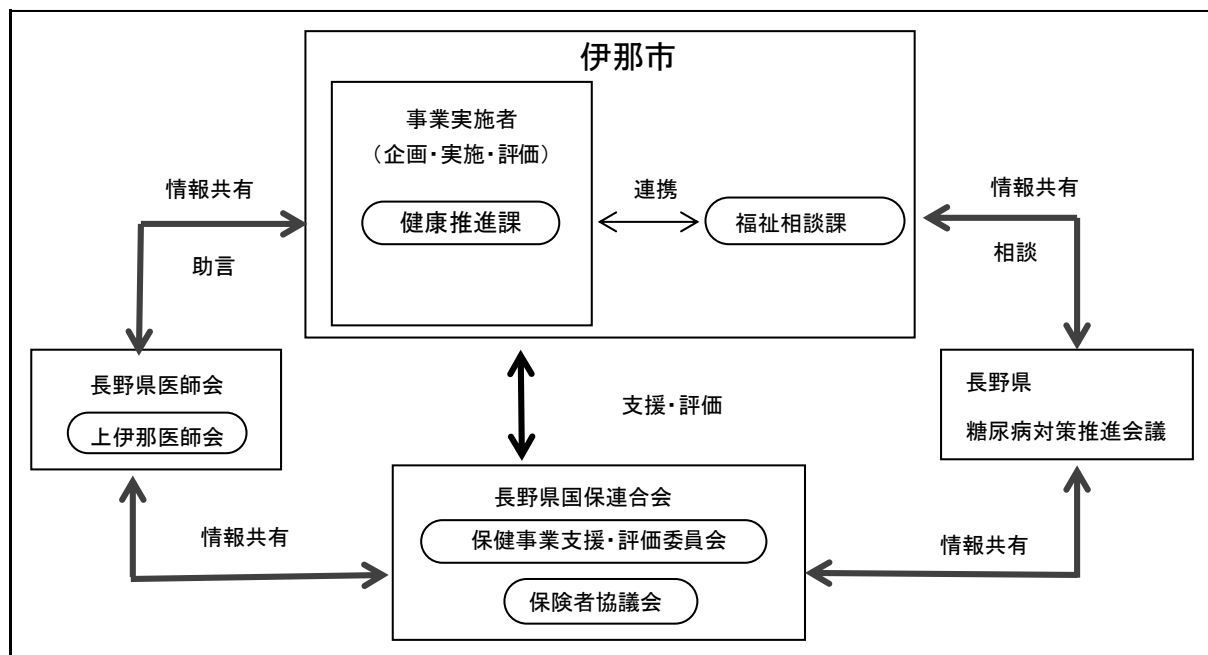 伊那市
事業実施者
（企画・実施・評価）
健康推進課
連携
福祉相談課
情報共有
助言
情報共有
相談
長野県医師会
上伊那医師会
支援・評価
長野県
糖尿病対策推進会議
長野県国保連合会
保健事業支援・評価委員会
保険者協議会
情報共有
情報共有